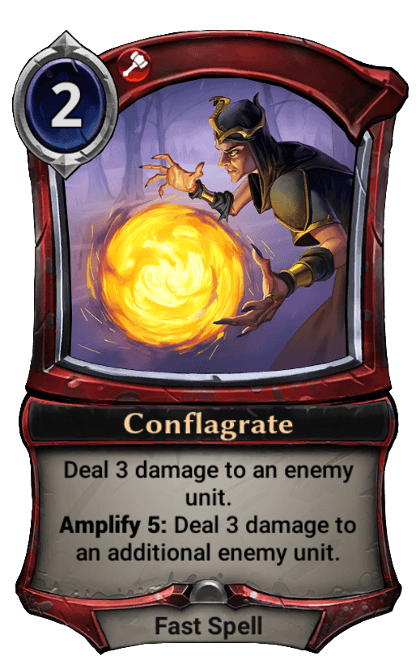 2
Conflagrate
Deal 3 damage to an enemy
unit.
Amplify 5: Deal 3 damage to
an additional enemy unit.
Fast Spell